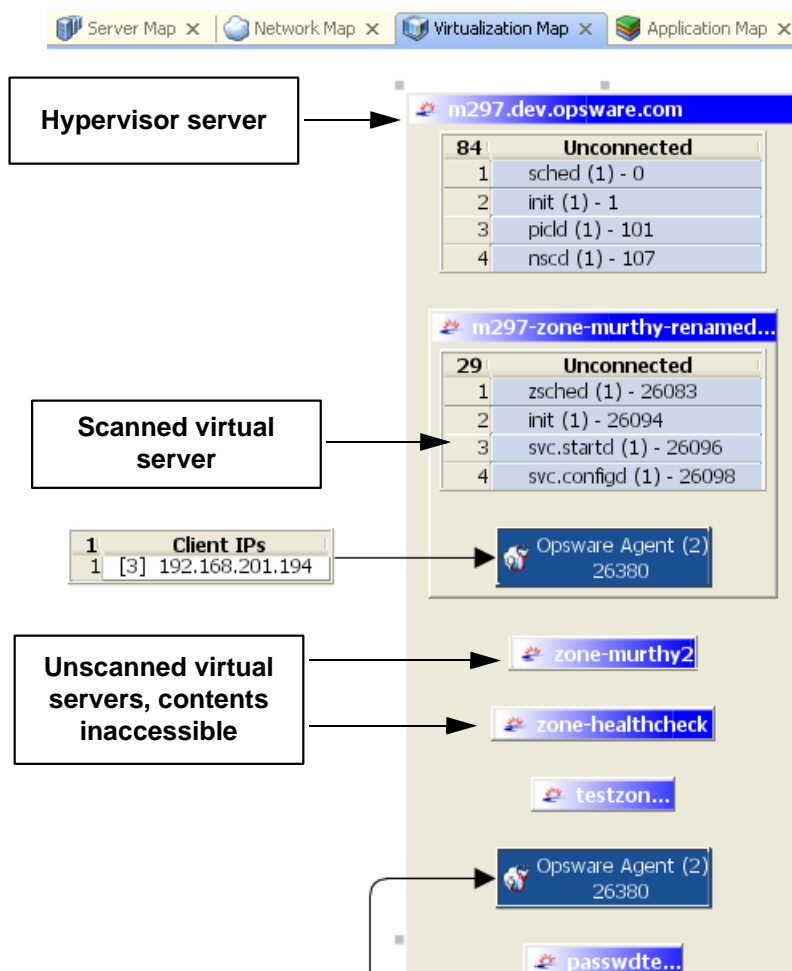 Server Map
Network Map
Virtualization Map
Application Map
Hypervisor server
m297.dev.opsware.com
84 Unconnected
1 sched (1) - 0
2 init (1) - 1
3 picld (1) - 101
4 nscd (1) - 107
m297-zone-murthy-renamed...
29 Unconnected
1 zsched (1) - 26083
2 init (1) - 26094
3 svc.startd (1) - 26096
4 svc.configd (1) - 26098
Scanned virtual
server
1 Client IPs
1 [3] 192.168.201.194
Opsware Agent (2)
26380
Unscanned virtual
servers, contents
inaccessible
zone-murthy2
zone-healthcheck
testzon...
Opsware Agent (2)
26380
passwdte...